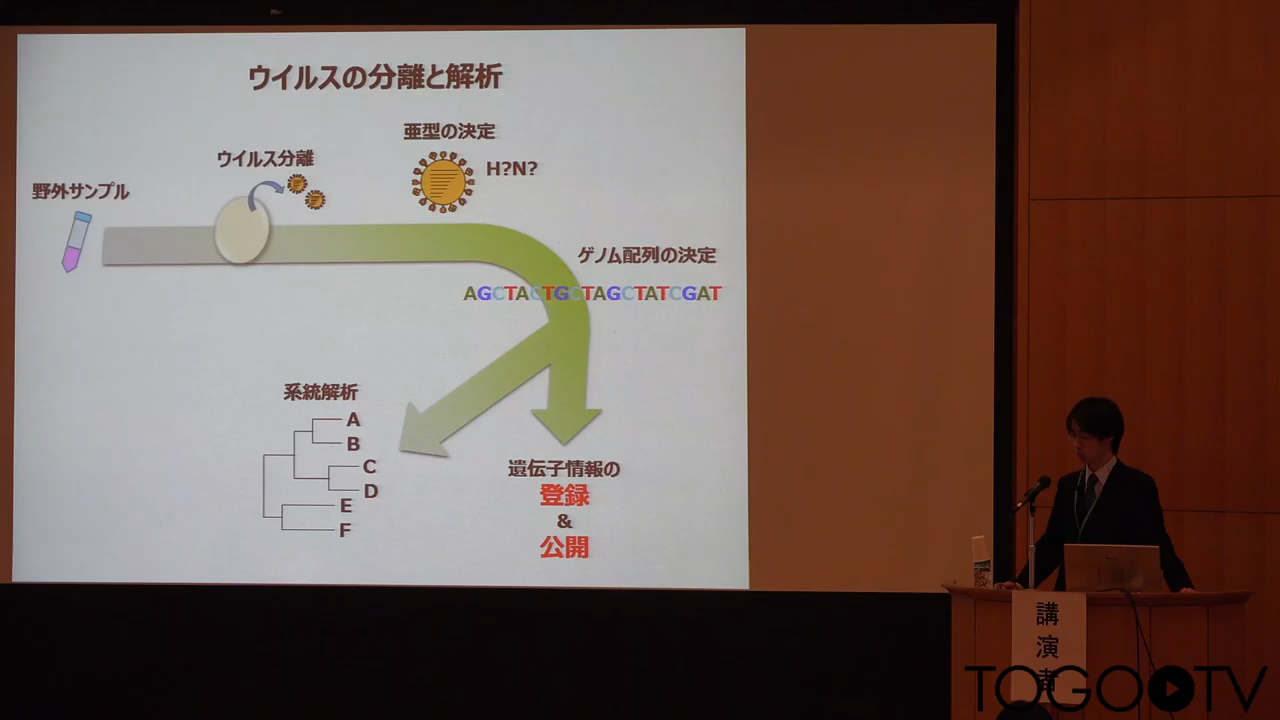 ウイルスの分離と解析
亜型の決定
H?N?
ウイルス分離
野外サンプル
ゲノム配列の決定
AGCTACTGCTAGCTATCGAT
系統解析
A
B
C
D
E
F
遺伝子情報の
登録
&
公開
講演者
TOGOTV